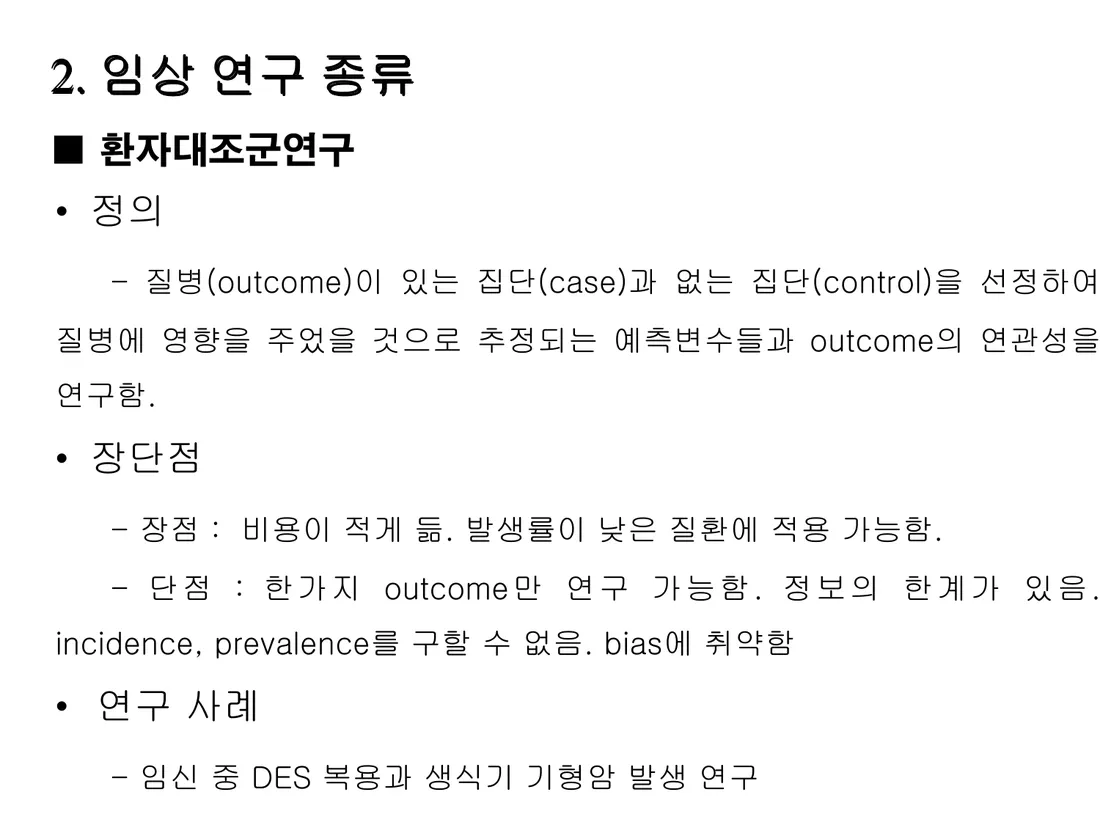 2. 임상 연구 종류
■ 환자대조군연구
• 정의
– 질병(outcome)이 있는 집단(case)과 없는 집단(control)을 선정하여
질병에 영향을 주었을 것으로 추정되는 예측변수들과 outcome의 연관성을
연구함.
• 장단점
– 장점 : 비용이 적게 듦. 발생률이 낮은 질환에 적용 가능함.
– 단점 : 한가지 outcome만 연구 가능함. 정보의 한계가 있음.
incidence, prevalence를 구할 수 없음. bias에 취약함
• 연구 사례
– 임신 중 DES 복용과 생식기 기형암 발생 연구